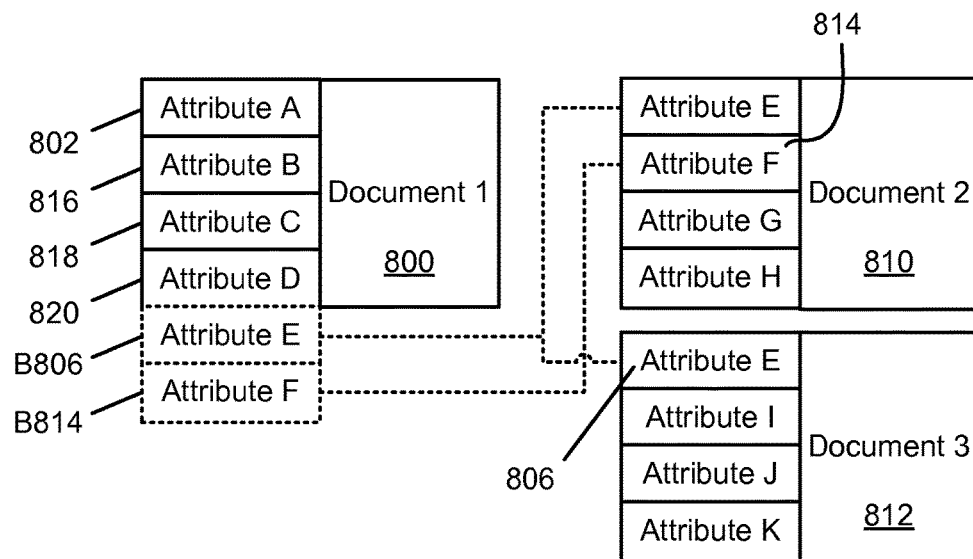 814
802
Attribute A
816
Attribute B
818
Attribute C
820
Attribute D
Document 1
800
B806
Attribute E
B814
Attribute F
Attribute E
Attribute F
Attribute G
Attribute H
Document 2
810
Attribute E
Attribute I
Attribute J
Attribute K
806
Document 3
812